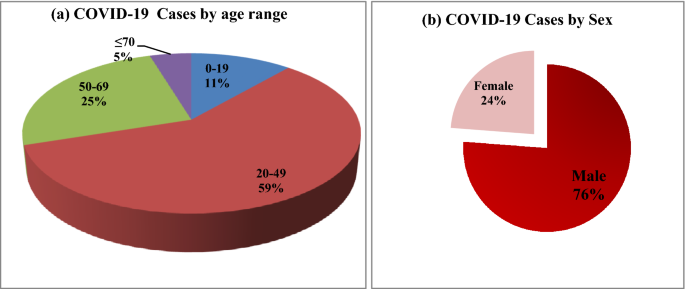 (a) COVID-19 Cases by age range
≤70
5%
0-19
11%
50-69
25%
20-49
59%
(b) COVID-19 Cases by Sex
Female
24%
Male
76%